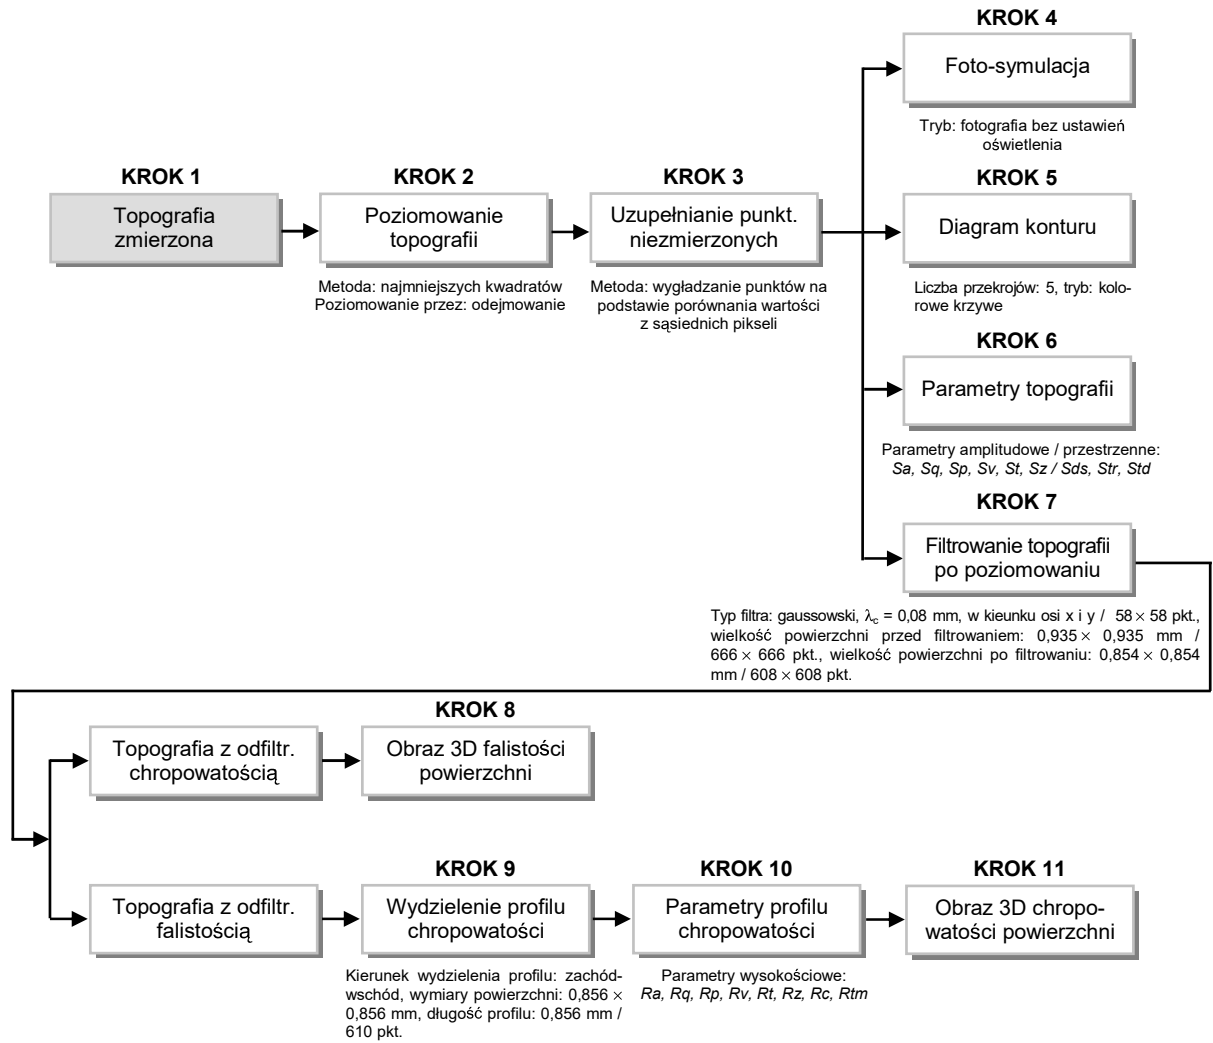 KROK 4
Foto-symulacja
Tryb: fotografia bez ustawień
oświetlenia
KROK 1
Topografia
zmierzona
KROK 2
Poziomowanie
topografii
Metoda: najmniejszych kwadratów
Poziomowanie przez: odejmowanie
KROK 3
Uzupełnianie punkt.
niezmierzonych
Metoda: wygładzanie punktów na
podstawie porównania wartości
z sąsiednich pikseli
KROK 5
Diagram konturu
Liczba przekrojów: 5, tryb: kolo-
rowe krzywe
KROK 6
Parametry topografii
Parametry amplitudowe / przestrzenne:
Sa, Sq, Sp, Sv, St, Sz / Sds, Str, Std
KROK 7
Filtrowanie topografii
po poziomowaniu
Typ filtra: gaussowski, λc = 0,08 mm, w kieunku osi x i y / 58 × 58 pkt.,
wielkość powierzchni przed filtrowaniem: 0,935 × 0,935 mm /
666 × 666 pkt., wielkość powierzchni po filtrowaniu: 0,854 × 0,854
mm / 608 × 608 pkt.
Topografia z odfiltr.
chropowatością
KROK 8
Obraz 3D falistości
powierzchni
Topografia z odfiltr.
falistością
KROK 9
Wydzielenie profilu
chropowatości
Kierunek wydzielenia profilu: zachód-
wschód, wymiary powierzchni: 0,856 ×
0,856 mm, długość profilu: 0,856 mm /
610 pkt.
KROK 10
Parametry profilu
chropowatości
Parametry wysokościowe:
Ra, Rq, Rp, Rv, Rt, Rz, Rc, Rtm
KROK 11
Obraz 3D chropo-
watości powierzchni